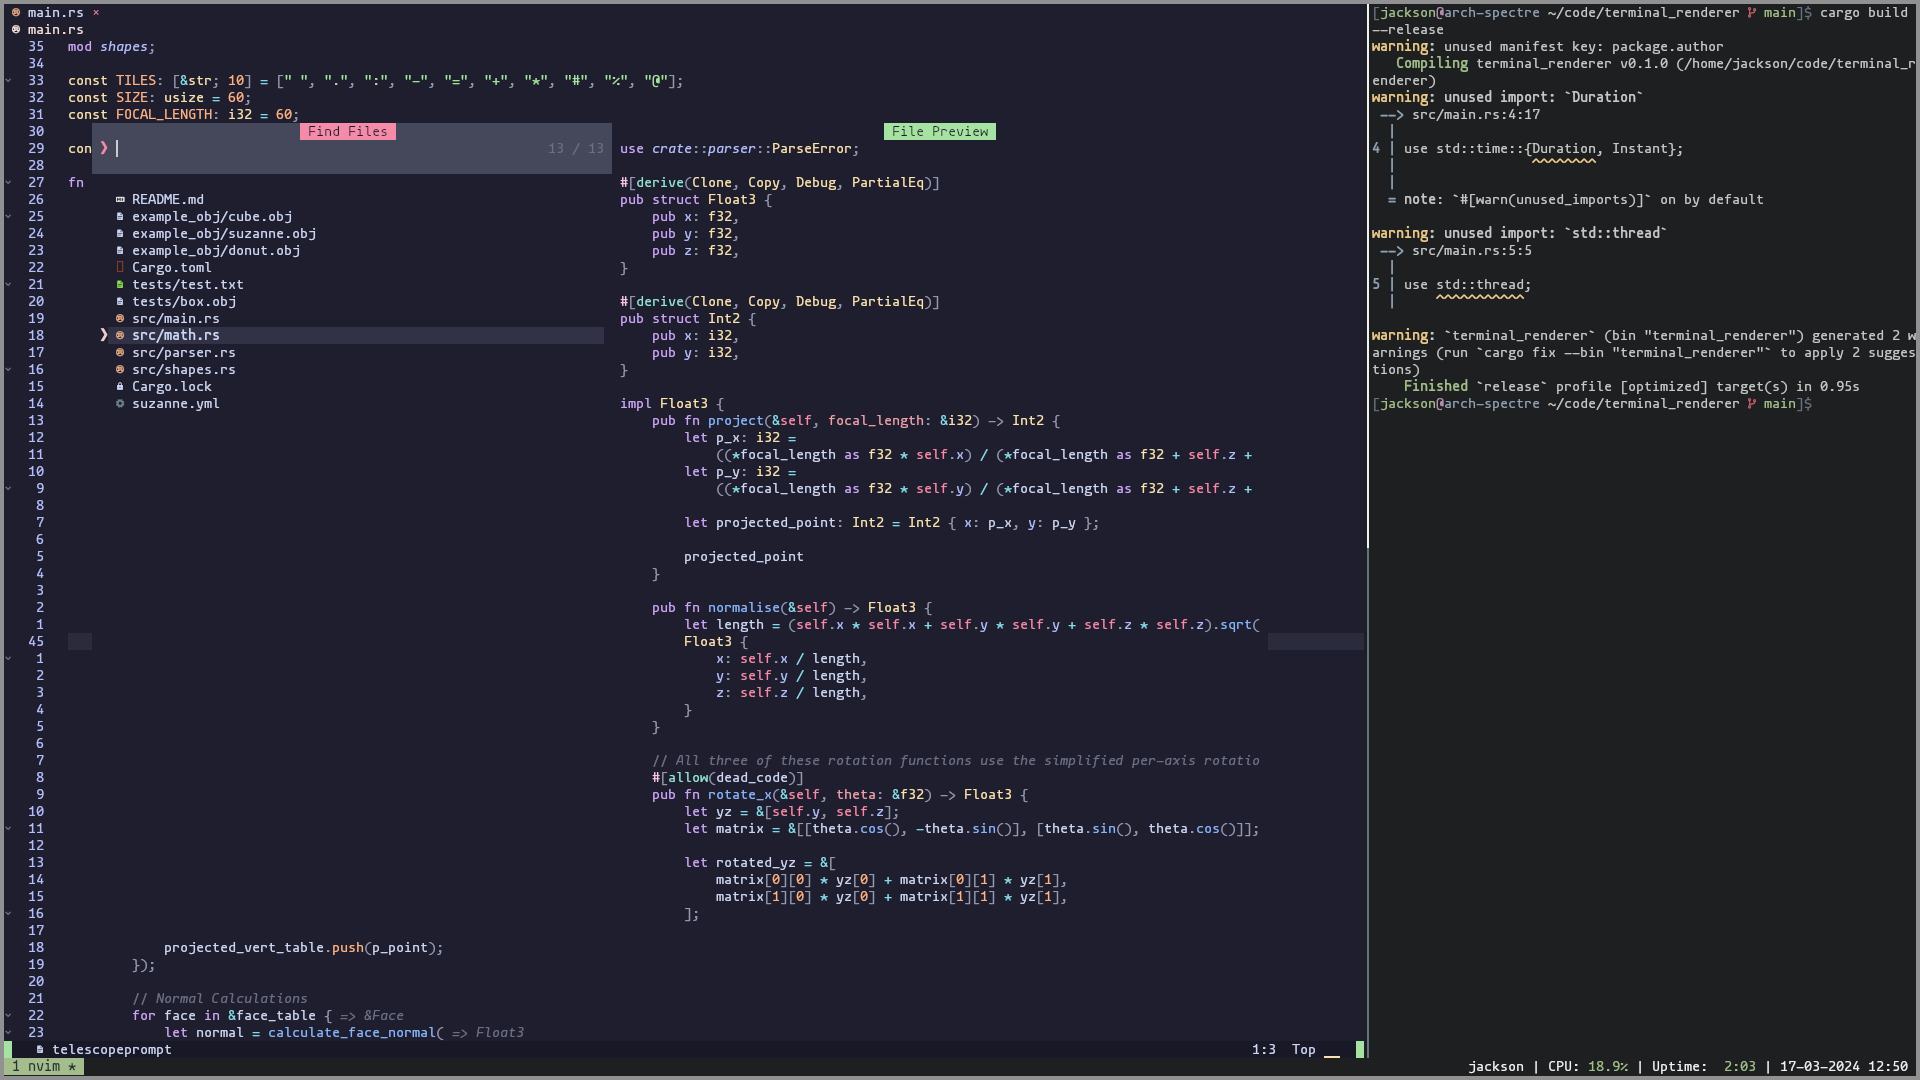 main.rs ×
main.rs
35 mod shapes;
34
33 const TILES: [&str; 10] = [" ", ".", ":", "-", "=", "+", "*", "#", "%", "@"];
32 const SIZE: usize = 60;
31 const FOCAL_LENGTH: i32 = 60;
30
29 con
28
27 fn
26
25
24
23
22
21
20
19
18
17
16
15
14
13
12
11
10
9
8
7
6
5
4
3
2
1
45
1
2
3
4
5
6
7
8
9
10
11
12
13
14
15
16
17
18 projected_vert_table.push(p_point);
19 });
20
21 // Normal Calculations
22 for face in &face_table { => &Face
23 let normal = calculate_face_normal( => Float3
Find Files
❯ 13 / 13
README.md
example_obj/cube.obj
example_obj/suzanne.obj
example_obj/donut.obj
Cargo.toml
tests/test.txt
tests/box.obj
src/main.rs
❯ src/math.rs
src/parser.rs
src/shapes.rs
Cargo.lock
suzanne.yml
File Preview
use crate::parser::ParseError;
#[derive(Clone, Copy, Debug, PartialEq)]
pub struct Float3 {
pub x: f32,
pub y: f32,
pub z: f32,
}
#[derive(Clone, Copy, Debug, PartialEq)]
pub struct Int2 {
pub x: i32,
pub y: i32,
}
impl Float3 {
pub fn project(&self, focal_length: &i32) -> Int2 {
let p_x: i32 =
((*focal_length as f32 * self.x) / (*focal_length as f32 + self.z +
let p_y: i32 =
((*focal_length as f32 * self.y) / (*focal_length as f32 + self.z +
let projected_point: Int2 = Int2 { x: p_x, y: p_y };
projected_point
}
pub fn normalise(&self) -> Float3 {
let length = (self.x * self.x + self.y * self.y + self.z * self.z).sqrt(
Float3 {
x: self.x / length,
y: self.y / length,
z: self.z / length,
}
}
// All three of these rotation functions use the simplified per-axis rotatio
#[allow(dead_code)]
pub fn rotate_x(&self, theta: &f32) -> Float3 {
let yz = &[self.y, self.z];
let matrix = &[[theta.cos(), -theta.sin()], [theta.sin(), theta.cos()]];
let rotated_yz = &[
matrix[0][0] * yz[0] + matrix[0][1] * yz[1],
matrix[1][0] * yz[0] + matrix[1][1] * yz[1],
];
telescopeprompt 1:3 Top
1 nvim *
[jackson@arch-spectre ~/code/terminal_renderer main]$ cargo build
--release
warning: unused manifest key: package.author
Compiling terminal_renderer v0.1.0 (/home/jackson/code/terminal_r
enderer)
warning: unused import: `Duration`
--> src/main.rs:4:17
|
4 | use std::time::{Duration, Instant};
|
|
= note: `#[warn(unused_imports)]` on by default
warning: unused import: `std::thread`
--> src/main.rs:5:5
|
5 | use std::thread;
|
warning: `terminal_renderer` (bin "terminal_renderer") generated 2 w
arnings (run `cargo fix --bin "terminal_renderer"` to apply 2 sugges
tions)
Finished `release` profile [optimized] target(s) in 0.95s
[jackson@arch-spectre ~/code/terminal_renderer main]$
jackson | CPU: 18.9% | Uptime: 2:03 | 17-03-2024 12:50